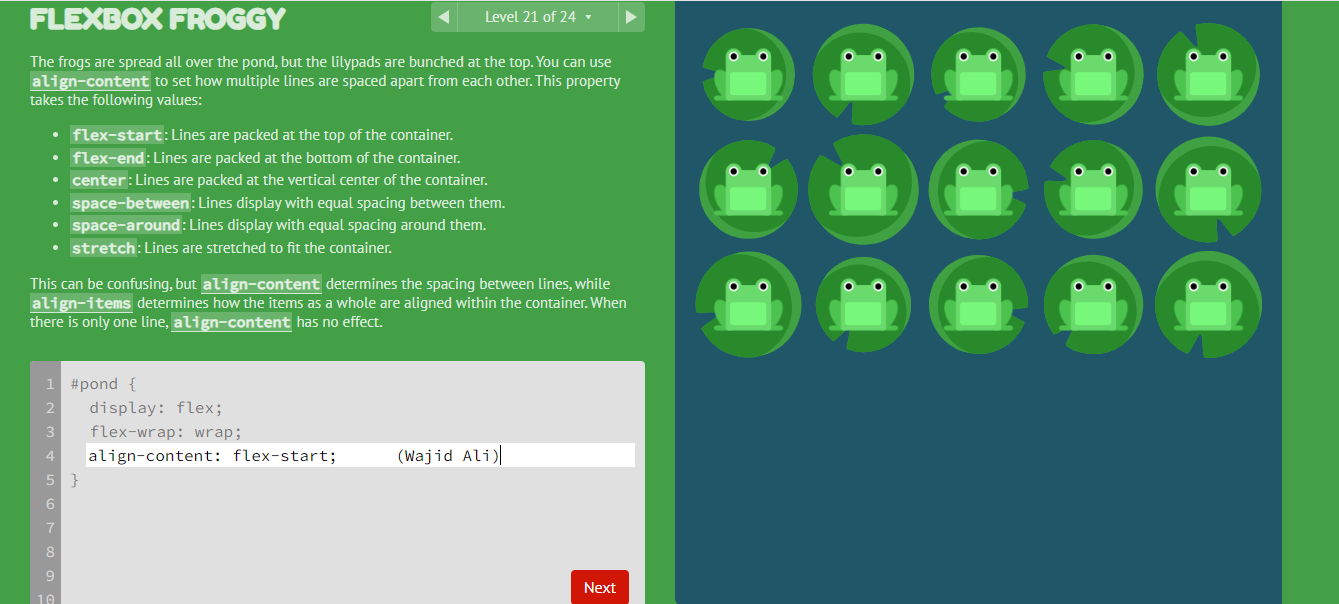 FLEXBOX FROGGY
◀ Level 21 of 24 ▾ ▶
The frogs are spread all over the pond, but the lilypads are bunched at the top. You can use
align-content to set how multiple lines are spaced apart from each other. This property
takes the following values:
• flex-start: Lines are packed at the top of the container.
• flex-end: Lines are packed at the bottom of the container.
• center: Lines are packed at the vertical center of the container.
• space-between: Lines display with equal spacing between them.
• space-around: Lines display with equal spacing around them.
• stretch: Lines are stretched to fit the container.
This can be confusing, but align-content determines the spacing between lines, while
align-items determines how the items as a whole are aligned within the container. When
there is only one line, align-content has no effect.
1 #pond {
2 display: flex;
3 flex-wrap: wrap;
4 align-content: flex-start; (Wajid Ali)
5 }
6
7
8
9
10
Next